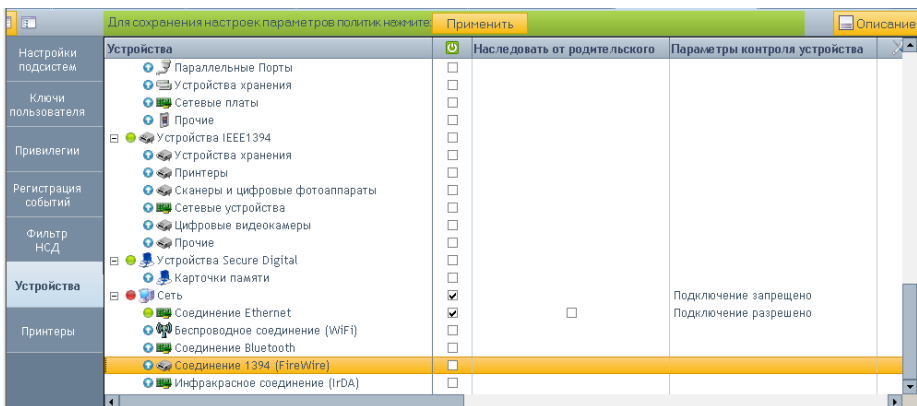 Для сохранения настроек параметров политик нажмите: Применить Описание
Настройки подсистем
Ключи пользователя
Привилегии
Регистрация событий
Фильтр НСД
Устройства
Принтеры
Устройства Наследовать от родительского Параметры контроля устройства
Параллельные Порты
Устройства хранения
Сетевые платы
Прочие
Устройства IEEE1394
Устройства хранения
Принтеры
Сканеры и цифровые фотоаппараты
Сетевые устройства
Цифровые видеокамеры
Прочие
Устройства Secure Digital
Карточки памяти
Сеть Подключение запрещено
Соединение Ethernet Подключение разрешено
Беспроводное соединение (WiFi)
Соединение Bluetooth
Соединение 1394 (FireWire)
Инфракрасное соединение (IrDA)